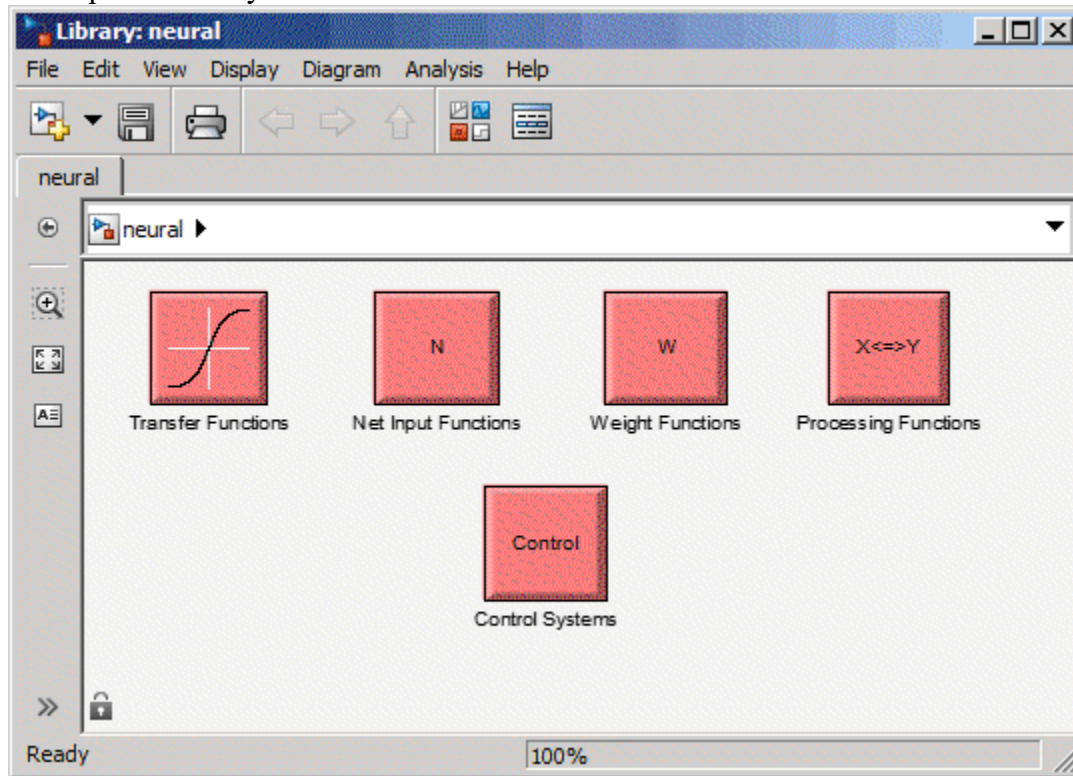 Library: neural
File Edit View Display Diagram Analysis Help
neural
neural
N
W
X<=>Y
Transfer Functions Net Input Functions Weight Functions Processing Functions
Control
Control Systems
Ready 100%